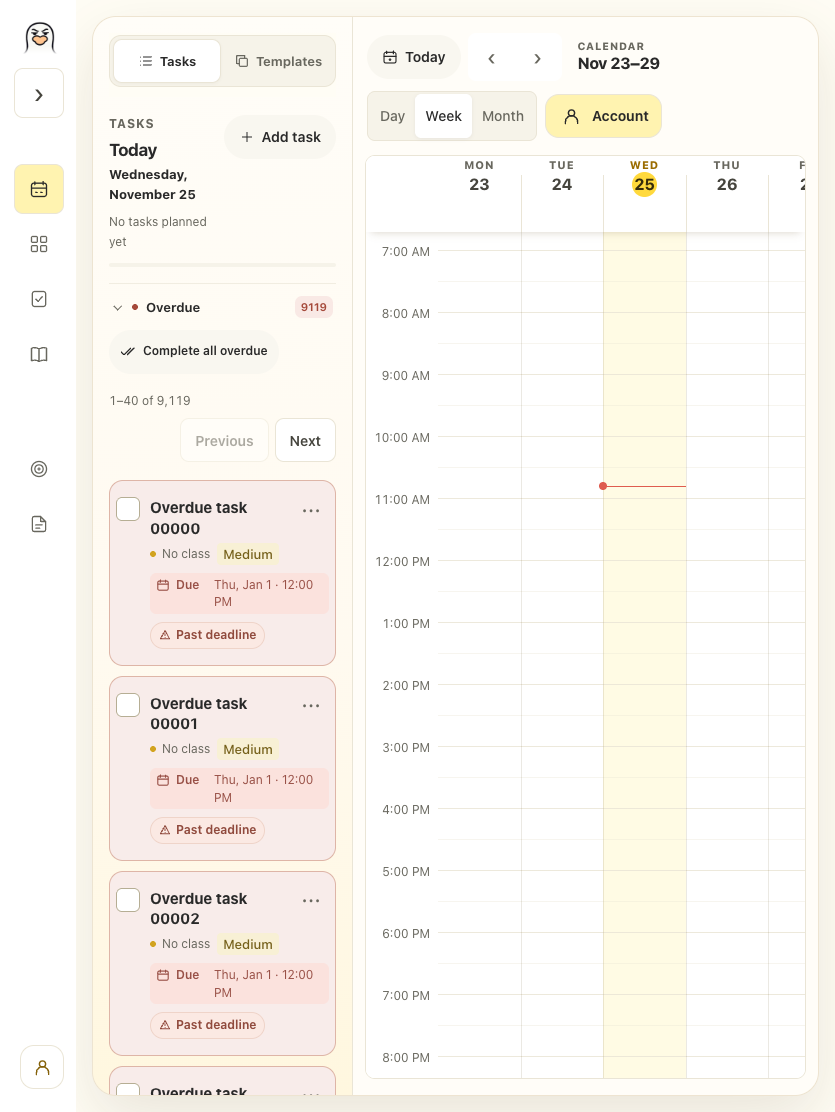 Tasks
Templates
TASKS
Today
Wednesday,
November 25
No tasks planned
yet
Add task
Overdue
9119
Complete all overdue
1–40 of 9,119
Previous
Next
Overdue task
00000
No class
Medium
Due
Thu, Jan 1 · 12:00
PM
Past deadline
Overdue task
00001
No class
Medium
Due
Thu, Jan 1 · 12:00
PM
Past deadline
Overdue task
00002
No class
Medium
Due
Thu, Jan 1 · 12:00
PM
Past deadline
Overdue task
Today
CALENDAR
Nov 23–29
Day
Week
Month
Account
MON
23
TUE
24
WED
25
THU
26
7:00 AM
8:00 AM
9:00 AM
10:00 AM
11:00 AM
12:00 PM
1:00 PM
2:00 PM
3:00 PM
4:00 PM
5:00 PM
6:00 PM
7:00 PM
8:00 PM